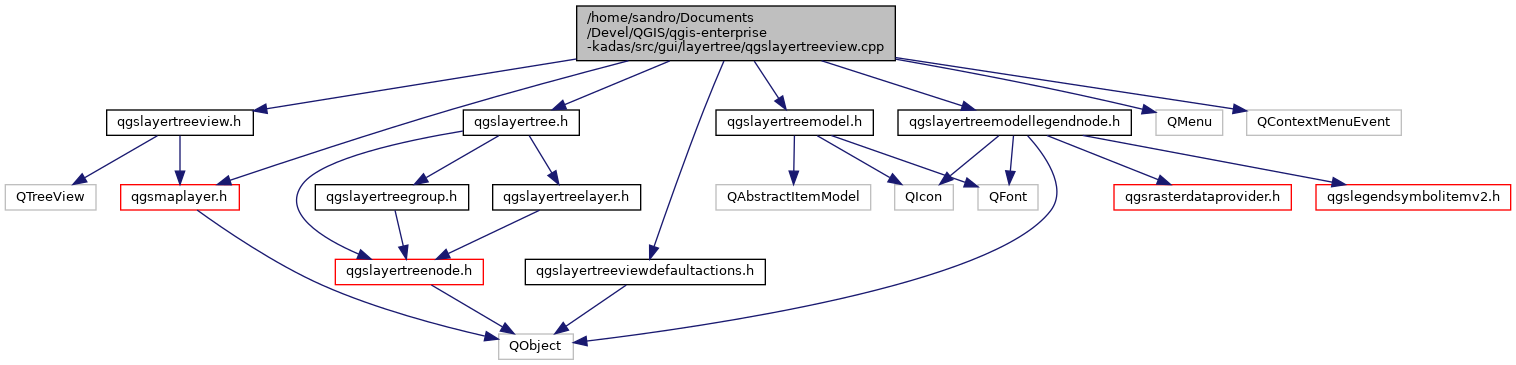 /home/sandro/Documents
/Devel/QGIS/qgis-enterprise
-kadas/src/gui/layertree/qgslayertreeview.cpp
qgslayertreeview.h
qgslayertree.h
qgslayertreemodel.h
qgslayertreemodellegendnode.h
QMenu
QContextMenuEvent
QTreeView
qgsmaplayer.h
qgslayertreegroup.h
qgslayertreelayer.h
QAbstractItemModel
QIcon
QFont
qgsrasterdataprovider.h
qgslegendsymbolitemv2.h
qgslayertreenode.h
qgslayertreeviewdefaultactions.h
QObject